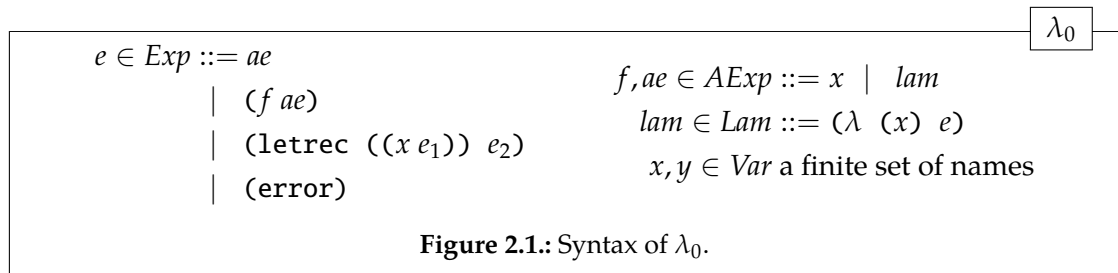 λ₀
e ∈ Exp ::= ae
| (f ae)
| (letrec ((x e₁)) e₂)
| (error)
f, ae ∈ AExp ::= x | lam
lam ∈ Lam ::= (λ (x) e)
x, y ∈ Var a finite set of names
Figure 2.1.: Syntax of λ₀.